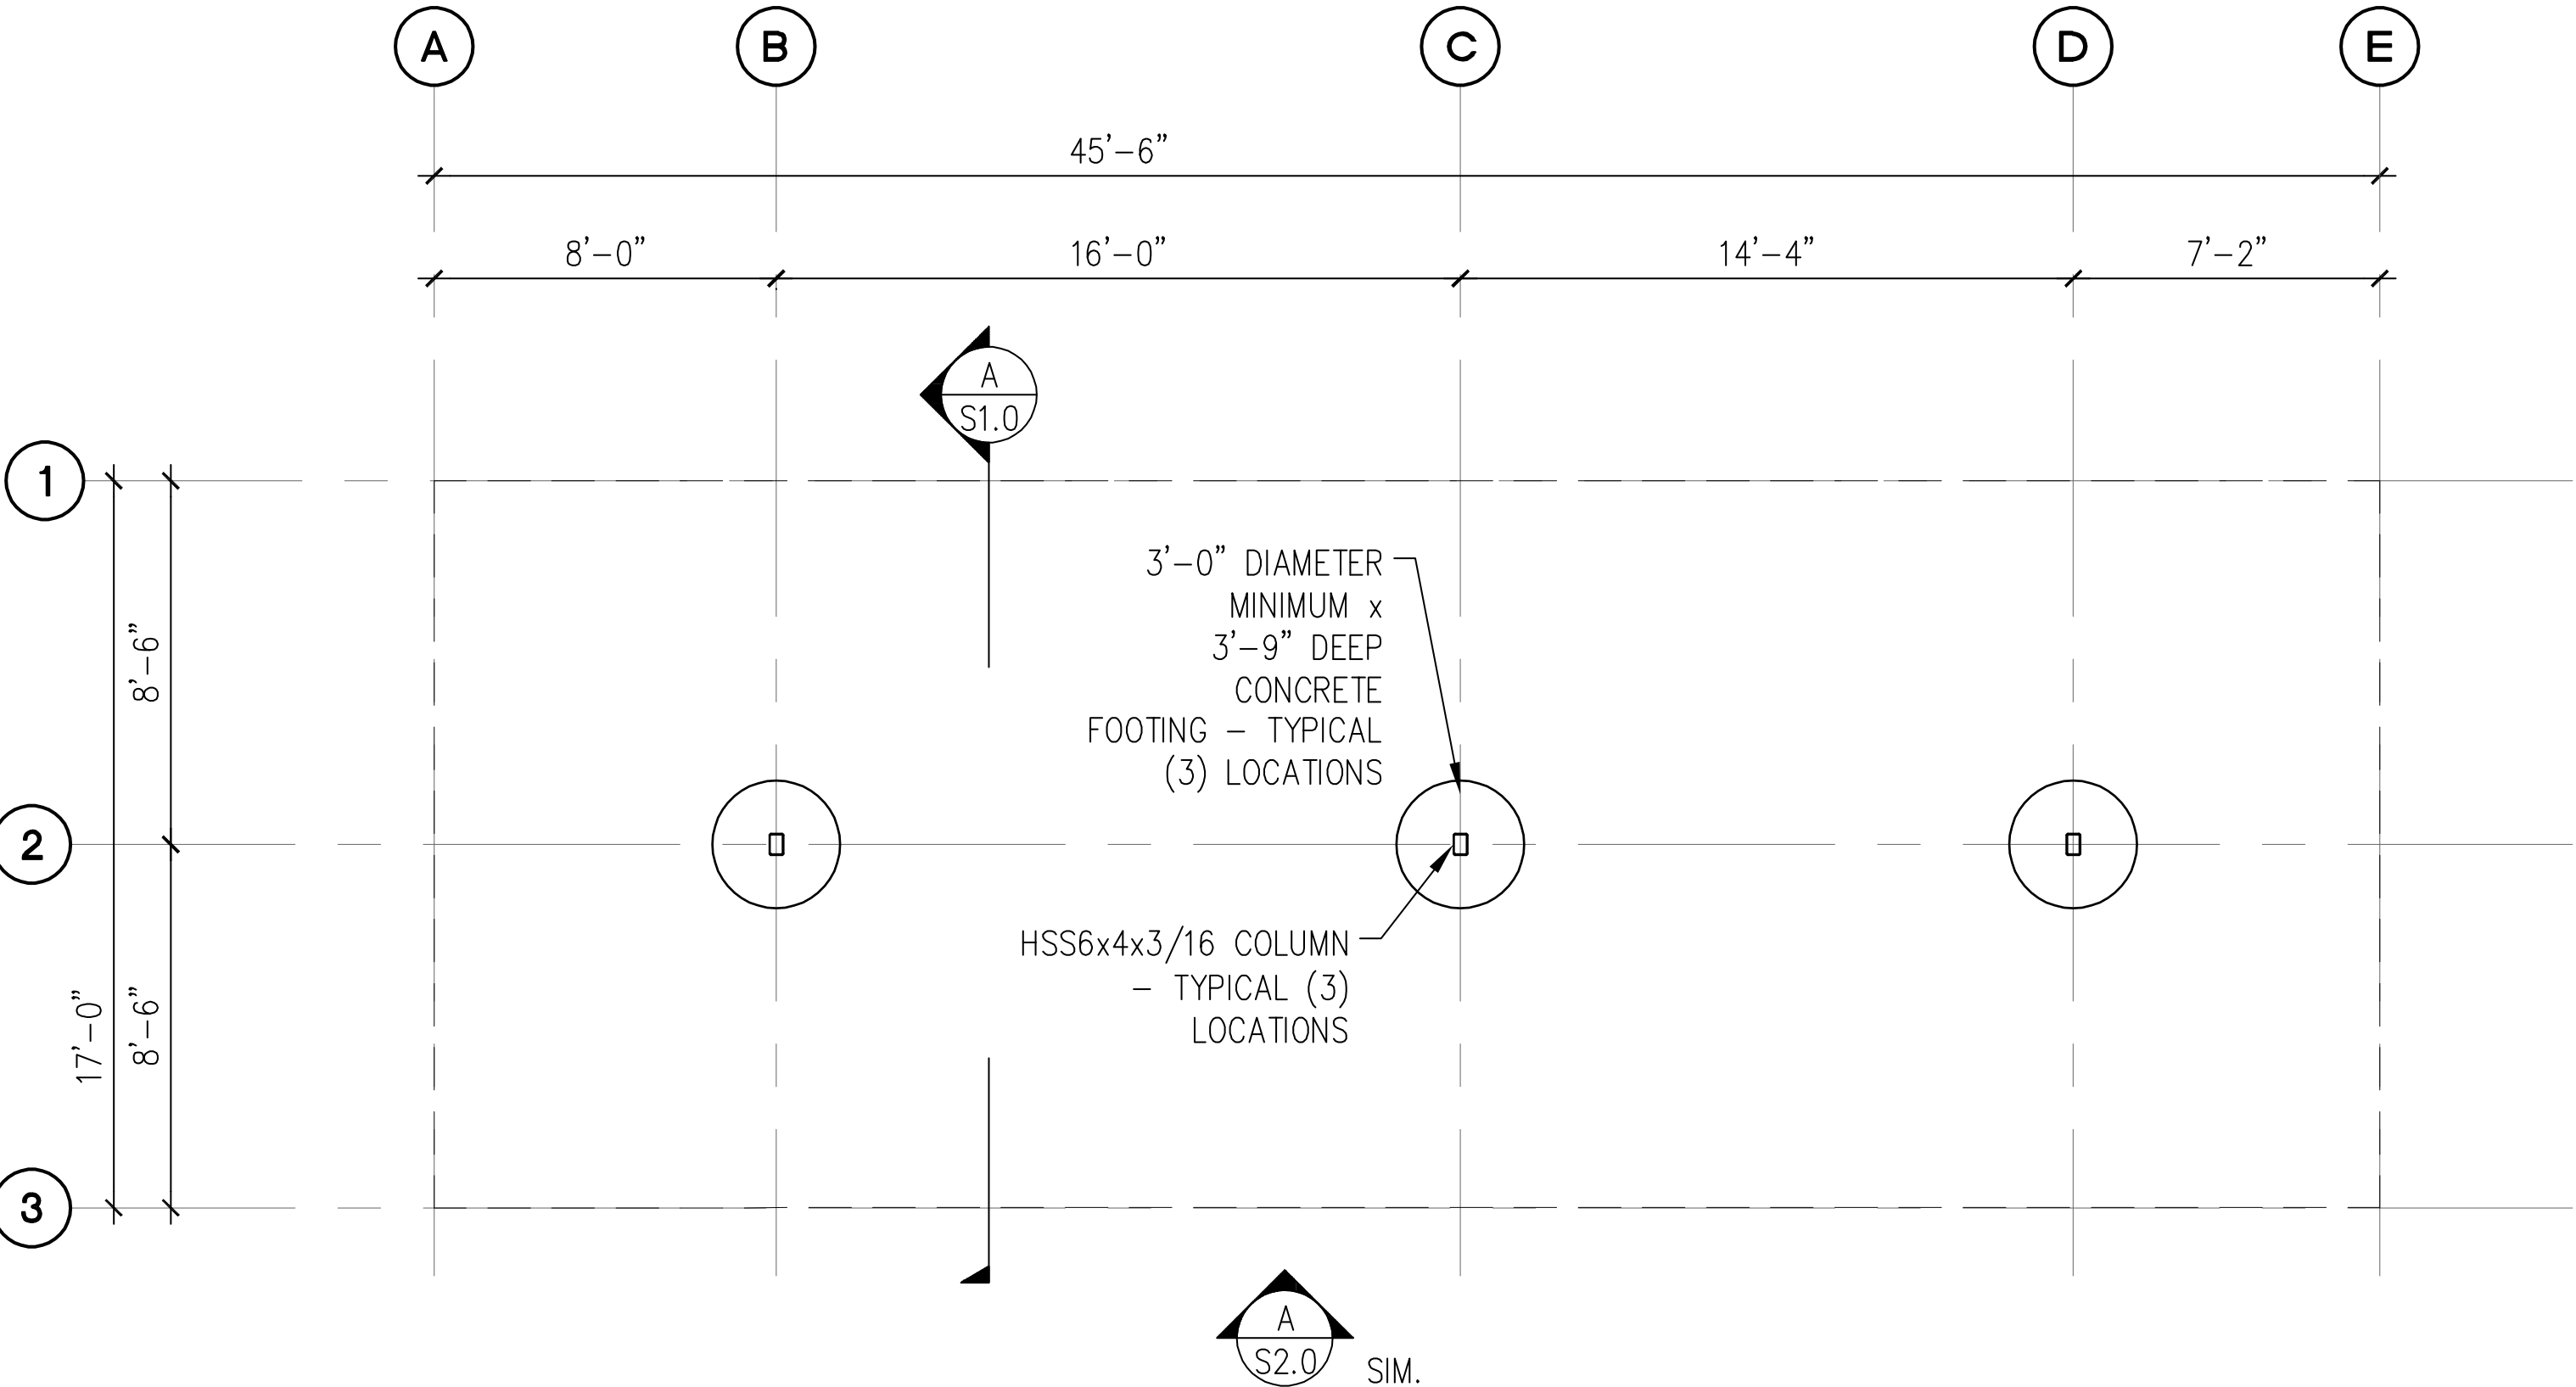 A B C D E
45'-6"
8'-0" 16'-0" 14'-4" 7'-2"
A
S1.0
1
3'-0" DIAMETER
MINIMUM x
3'-9" DEEP
CONCRETE
FOOTING - TYPICAL
(3) LOCATIONS
8'-6"
2
HSS6x4x3/16 COLUMN
- TYPICAL (3)
LOCATIONS
17'-0"
8'-6"
3
A
S2.0 SIM.